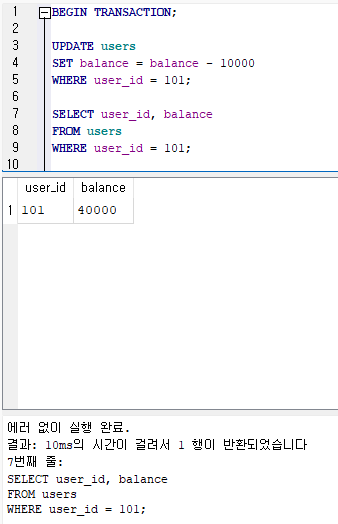 1 BEGIN TRANSACTION;
2
3 UPDATE users
4 SET balance = balance - 10000
5 WHERE user_id = 101;
6
7 SELECT user_id, balance
8 FROM users
9 WHERE user_id = 101;
10
user_id balance
1 101 40000
에러 없이 실행 완료.
결과: 10ms의 시간이 걸려서 1 행이 반환되었습니다
7번째 줄:
SELECT user_id, balance
FROM users
WHERE user_id = 101;